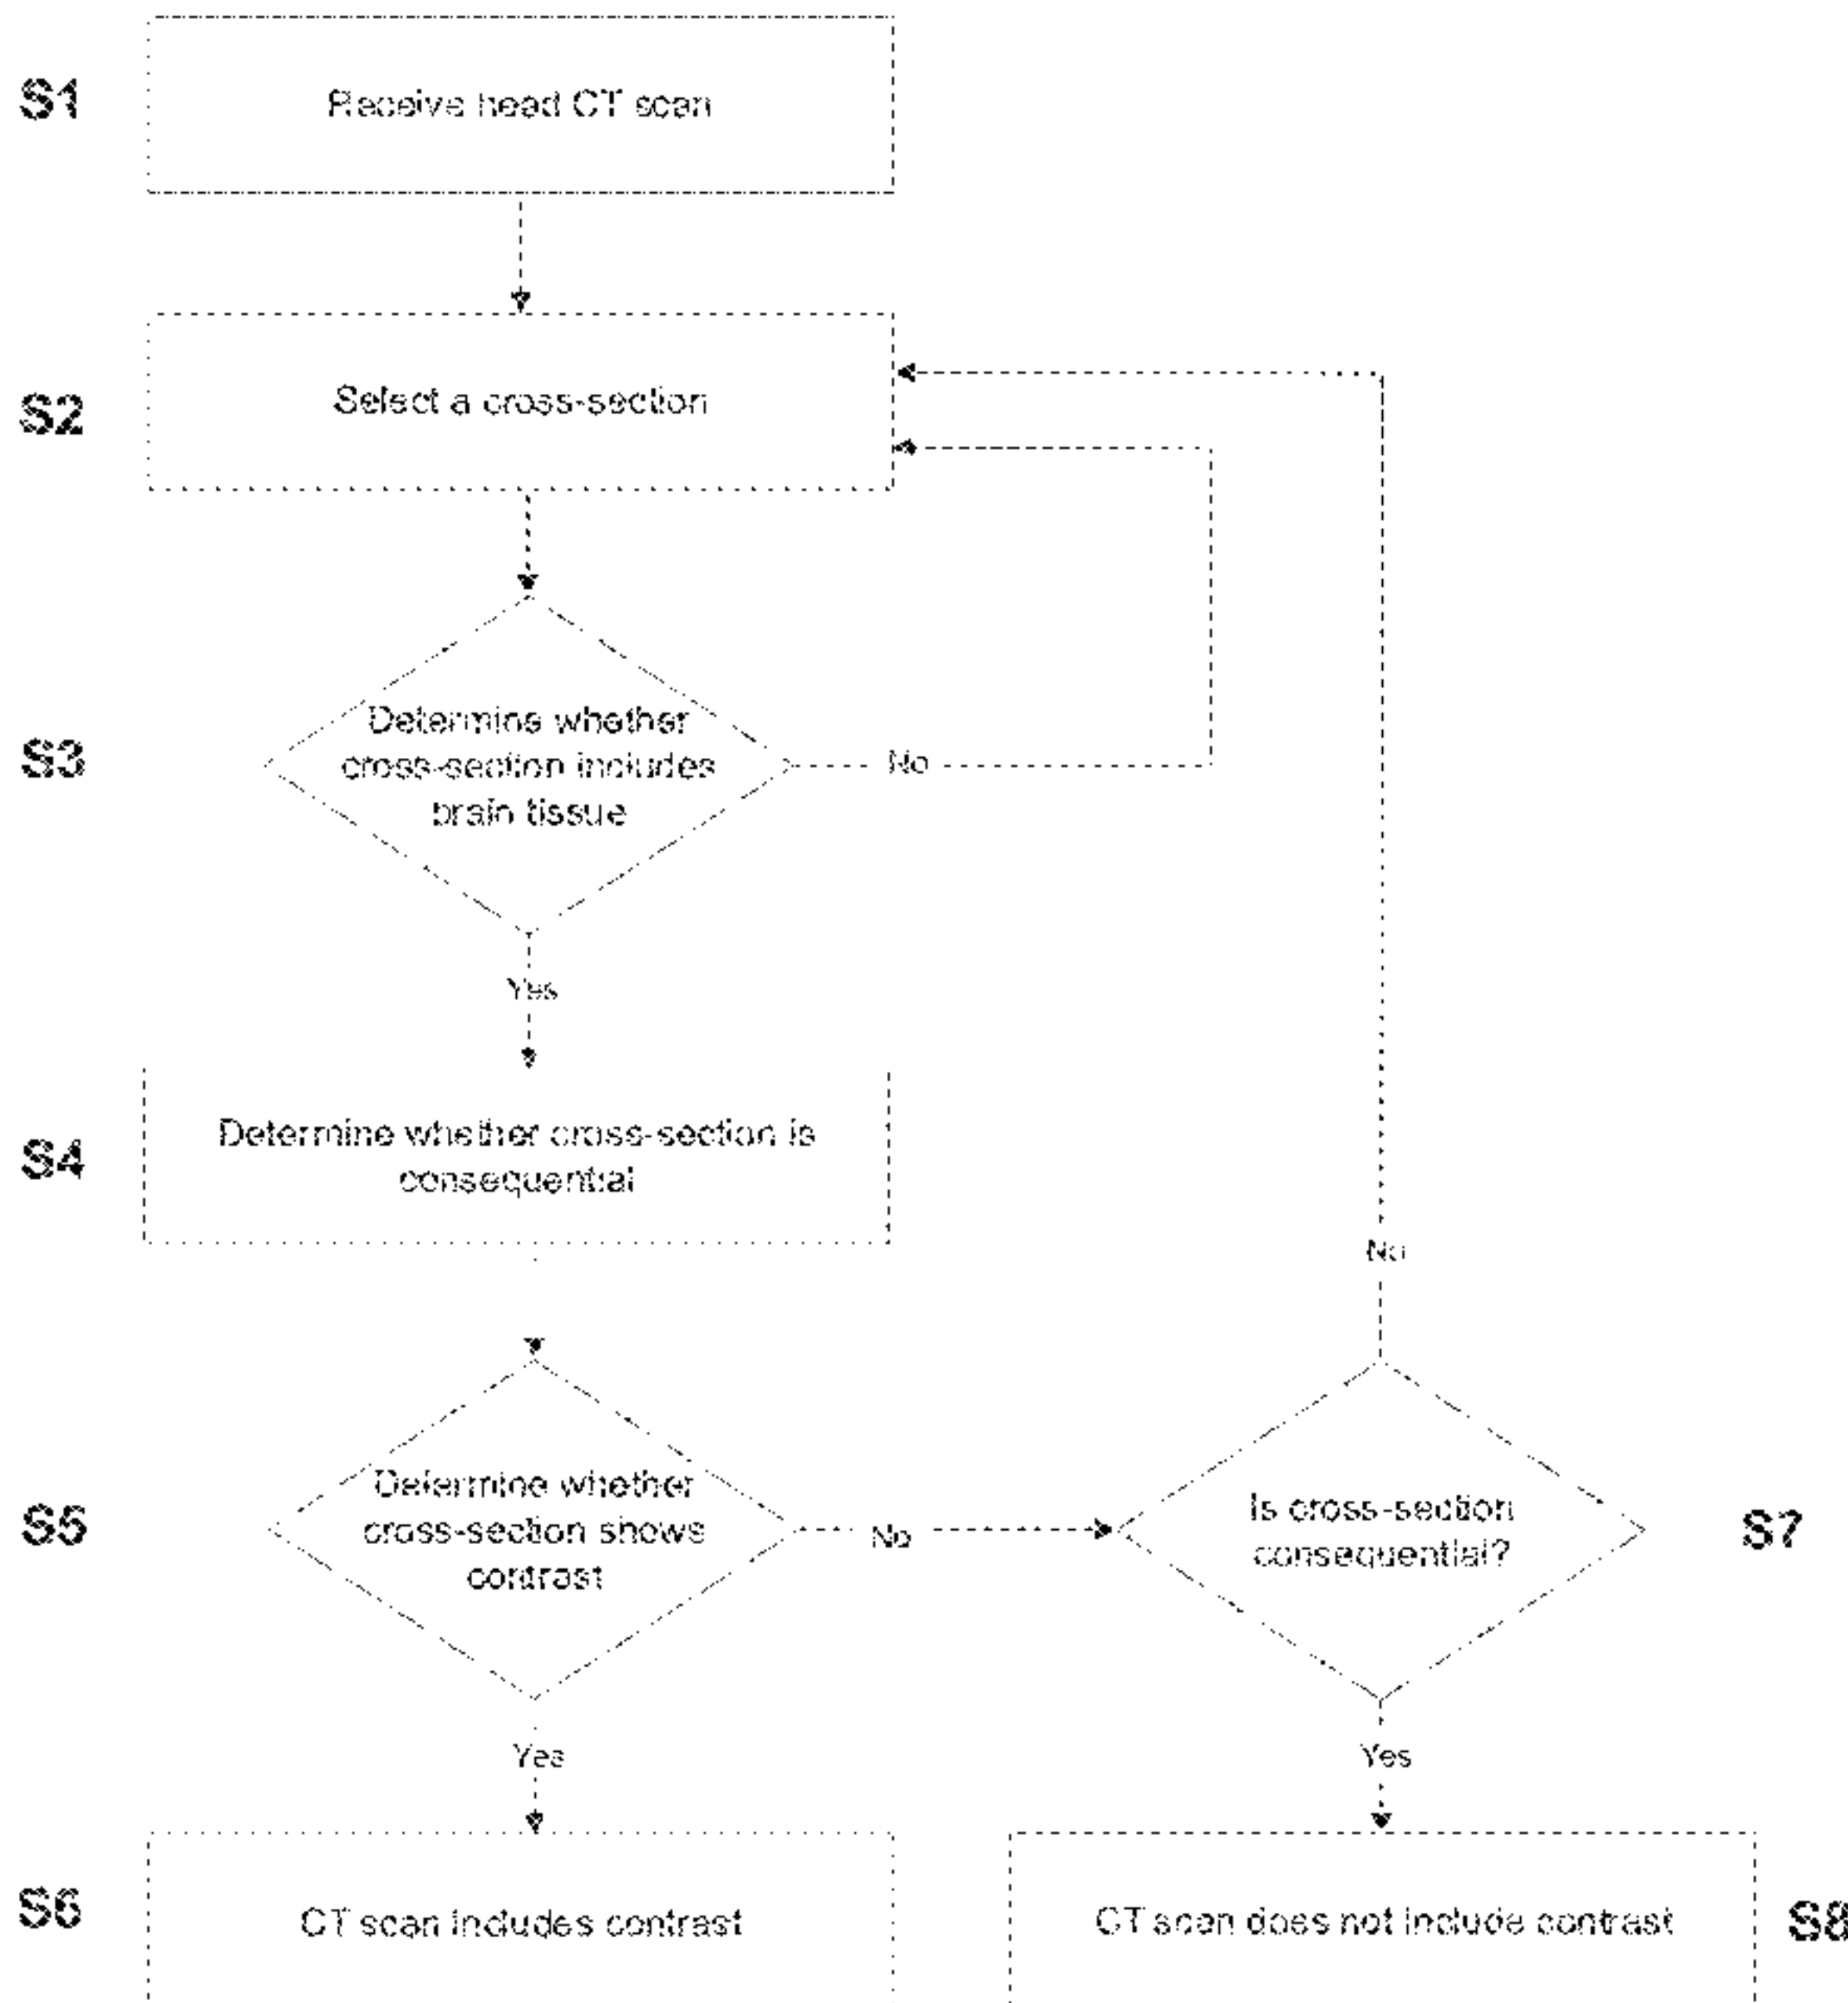 S1
Receive head CT scan
S2
Select a cross-section
S3
Determine whether
cross-section includes
brain tissue
No
Yes
S4
Determine whether cross-section is
consequential
No
S5
Determine whether
cross-section shows
contrast
No
Is cross-section
consequential?
S7
Yes
Yes
S6
CT scan includes contrast
CT scan does not include contrast
S8